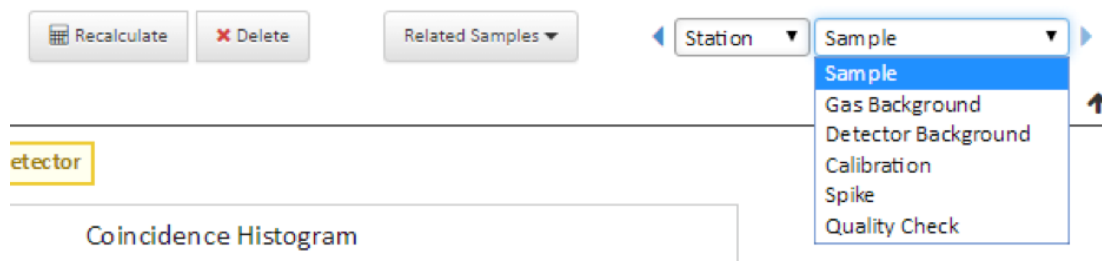 Recalculate Delete Related Samples Station Sample
Sample
Gas Background
Detector Background
Calibration
Spike
Quality Check
etector
Coincidence Histogram